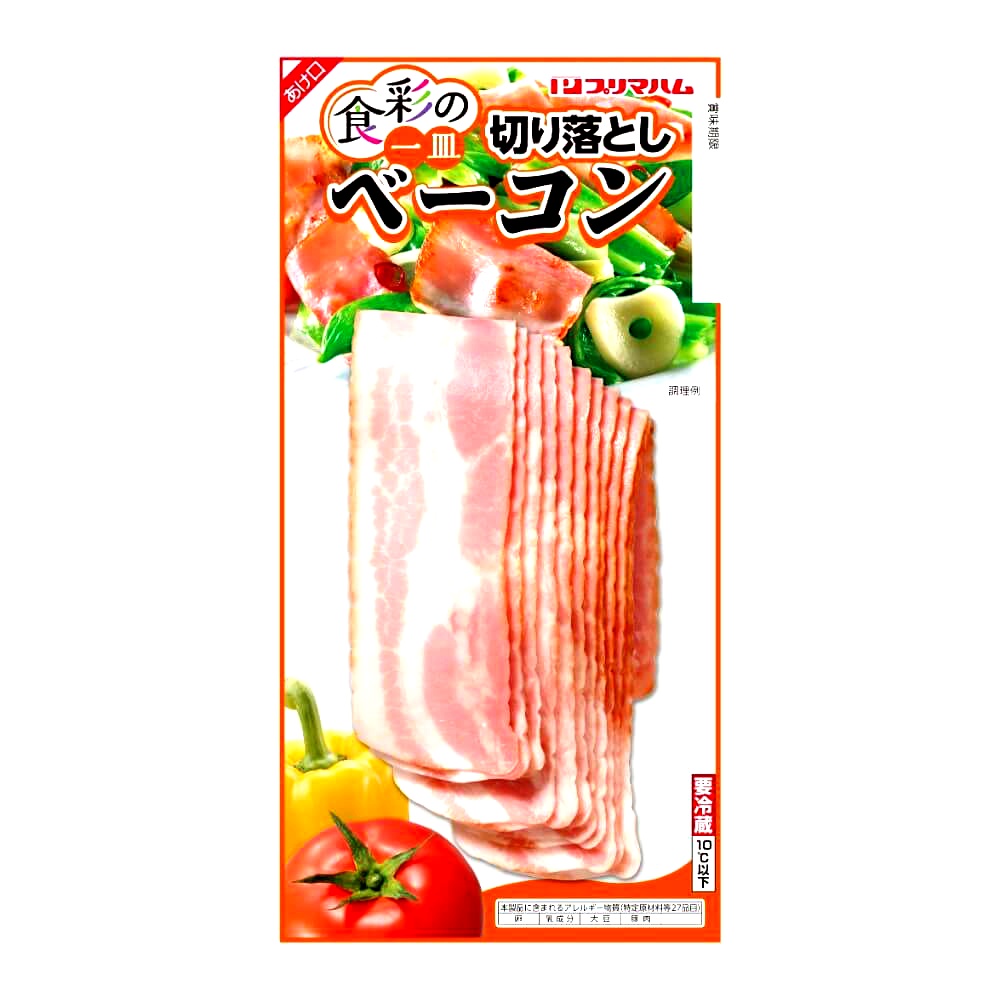 あけ口
プリマハム
食彩の
一皿
切り落とし
ベーコン
賞味期限
調理例
要冷蔵
10℃以下
本製品に含まれるアレルギー物質(特定原材料等27品目)
卵 乳成分 大豆 豚肉